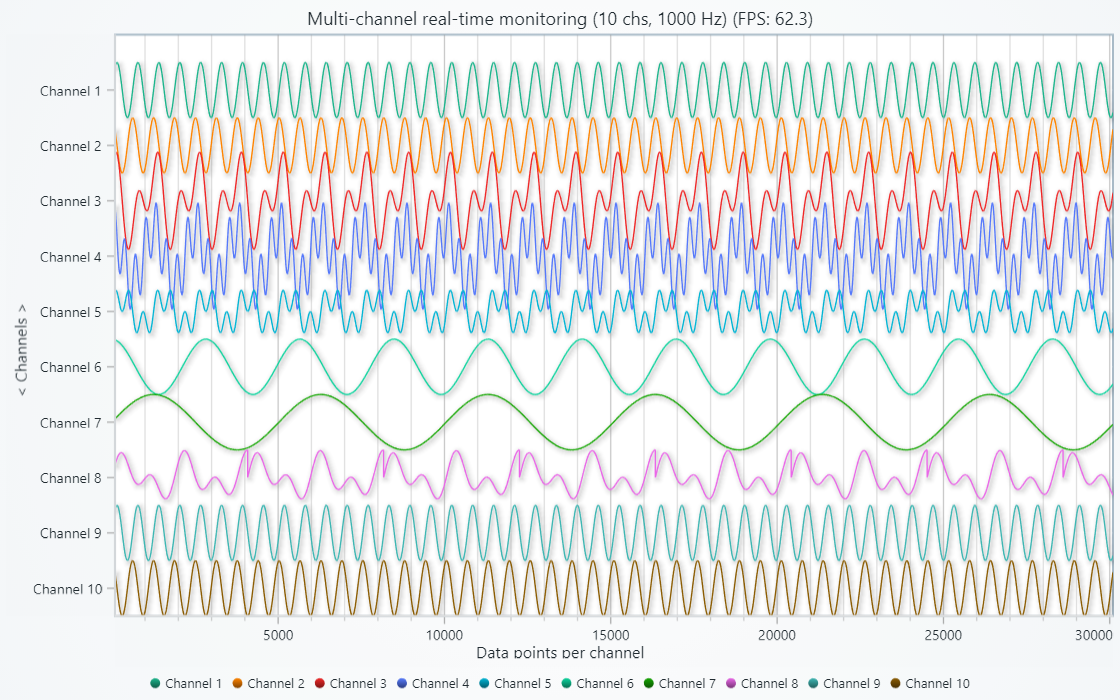 Multi-channel real-time monitoring (10 chs, 1000 Hz) (FPS: 62.3)
Channel 1
Channel 2
Channel 3
Channel 4
Channel 5
Channel 6
Channel 7
Channel 8
Channel 9
Channel 10
< Channels >
5000 10000 15000 20000 25000 30000
Data points per channel
Channel 1 Channel 2 Channel 3 Channel 4 Channel 5 Channel 6 Channel 7 Channel 8 Channel 9 Channel 10